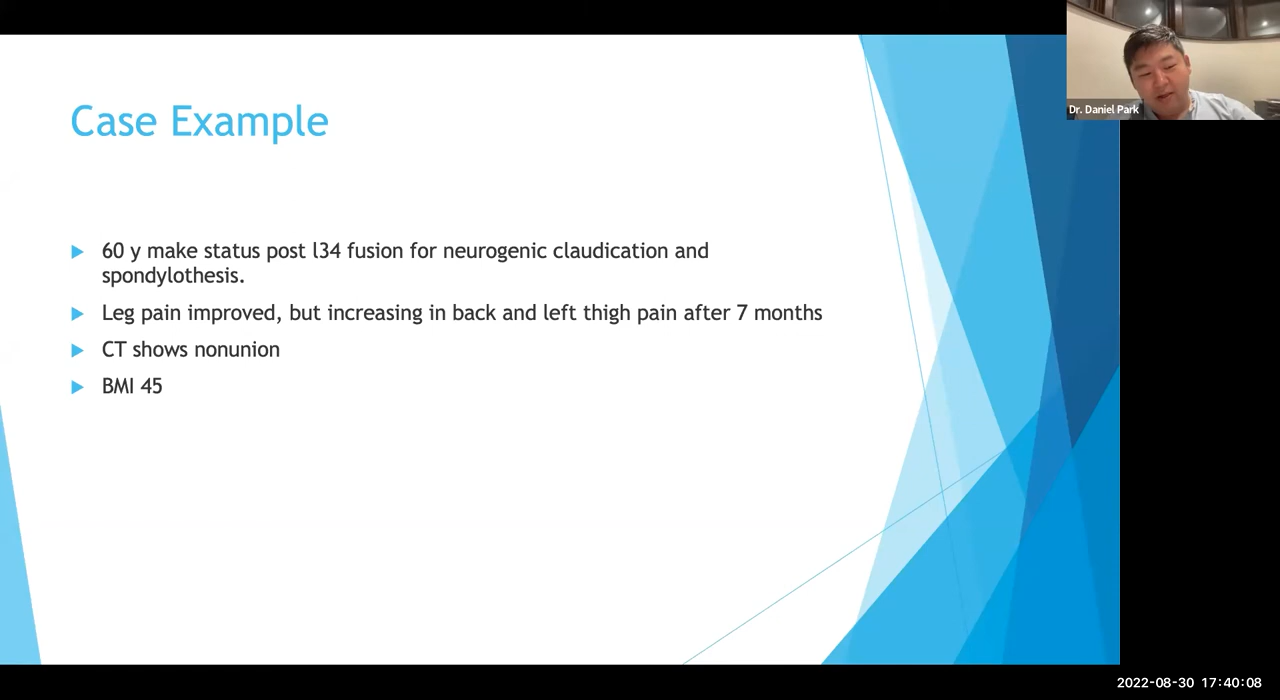 Dr. Daniel Park
Case Example
60 y make status post l34 fusion for neurogenic claudication and
spondylothesis.
Leg pain improved, but increasing in back and left thigh pain after 7 months
CT shows nonunion
BMI 45
2022-08-30 17:40:08